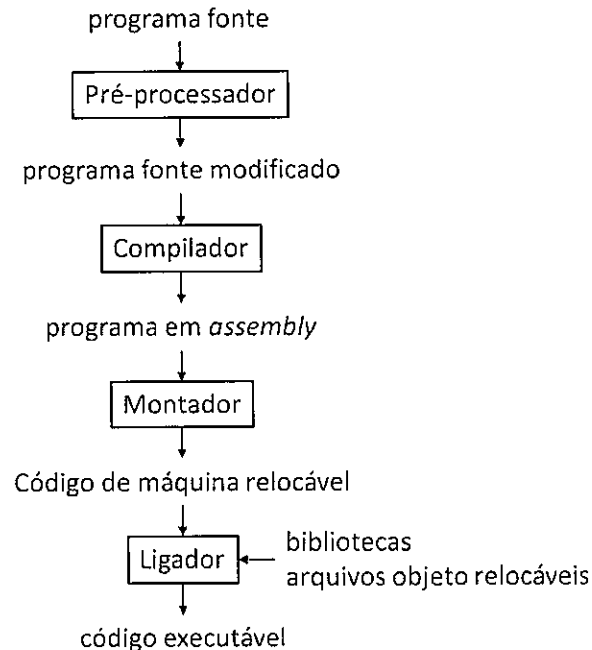 programa fonte
Pré-processador
programa fonte modificado
Compilador
programa em assembly
Montador
Código de máquina relocável
Ligador
bibliotecas
arquivos objeto relocáveis
código executável